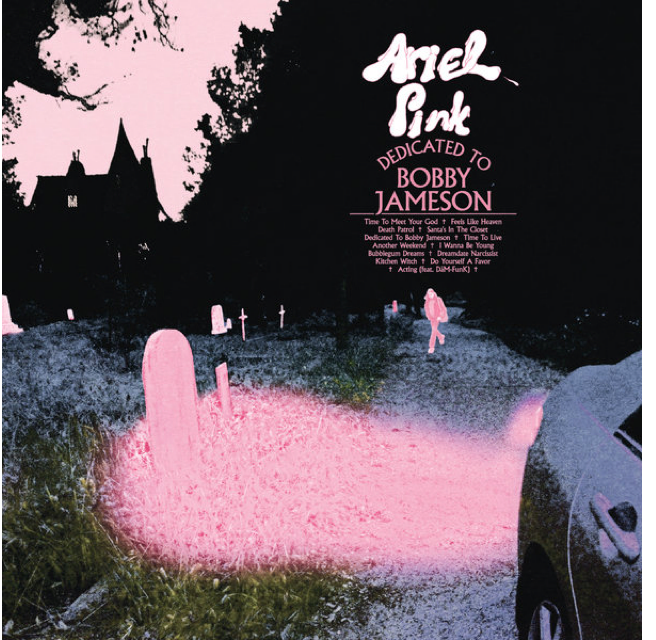 Ariel
Pink
DEDICATED TO
BOBBY
JAMESON
Time To Meet Your God † Feels Like Heaven
Death Patrol † Santa's In The Closet
Dedicated To Bobby Jameson † Time To Live
Another Weekend † I Wanna Be Young
Bubblegum Dreams † Dreamdate Narcissist
Kitchen Witch † Do Yourself A Favor
† Acting (feat. DāM-FunK) †